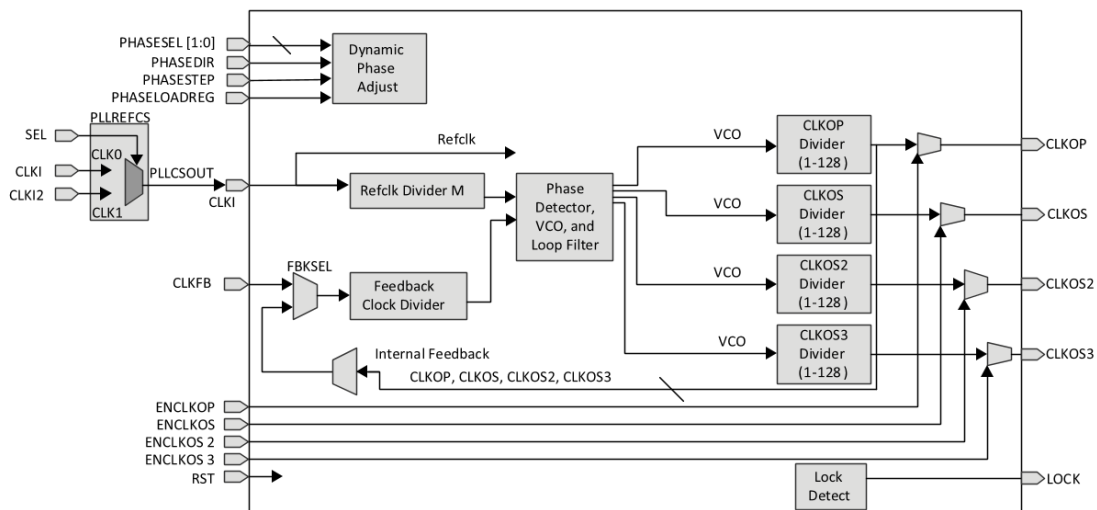 PHASESEL [1:0]
PHASEDIR
PHASESTEP
PHASELOADREG
Dynamic
Phase
Adjust
PLLREFCS
SEL
CLK0
CLKI
CLKI2
CLK1
PLLCSOUT
CLKI
Refclk
Refclk Divider M
Phase
Detector,
VCO, and
Loop Filter
VCO
CLKOP
Divider
(1-128)
CLKOP
VCO
CLKOS
Divider
(1-128)
CLKOS
CLKFB
FBKSEL
Feedback
Clock Divider
VCO
CLKOS2
Divider
(1-128)
CLKOS2
VCO
CLKOS3
Divider
(1-128)
CLKOS3
Internal Feedback
CLKOP, CLKOS, CLKOS2, CLKOS3
ENCLKOP
ENCLKOS
ENCLKOS 2
ENCLKOS 3
RST
Lock
Detect
LOCK